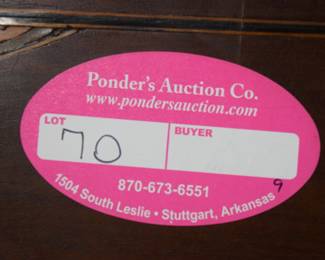 Ponder's Auction Co.
www.pondersauction.com
LOT
BUYER
70
870-673-6551
1504 South Leslie • Stuttgart, Arkansas
9